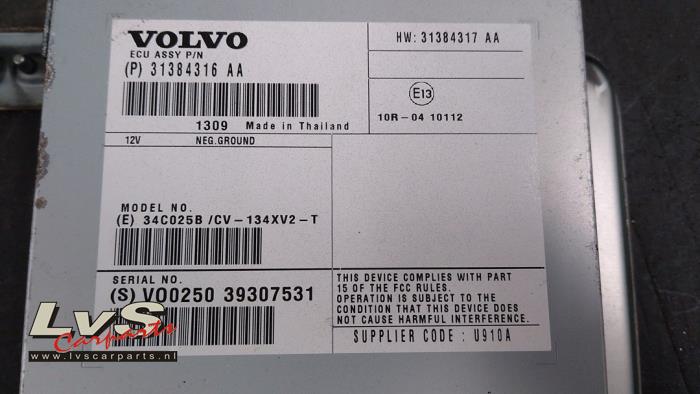 VOLVO
ECU ASSY P/N
(P) 31384316 AA
1309 Made in Thailand
HW: 31384317 AA
E13
10R-04 10112
12V NEG.GROUND
MODEL NO.
(E) 34C025B /CV-134XV2-T
SERIAL NO.
(S) VO0250 39307531
THIS DEVICE COMPLIES WITH PART
15 OF THE FCC RULES.
OPERATION IS SUBJECT TO THE
CONDITION THAT THIS DEVICE DOES
NOT CAUSE HARMFUL INTERFERENCE.
SUPPLIER CODE : U910A
LvS
Carparts
www.lvscarparts.nl